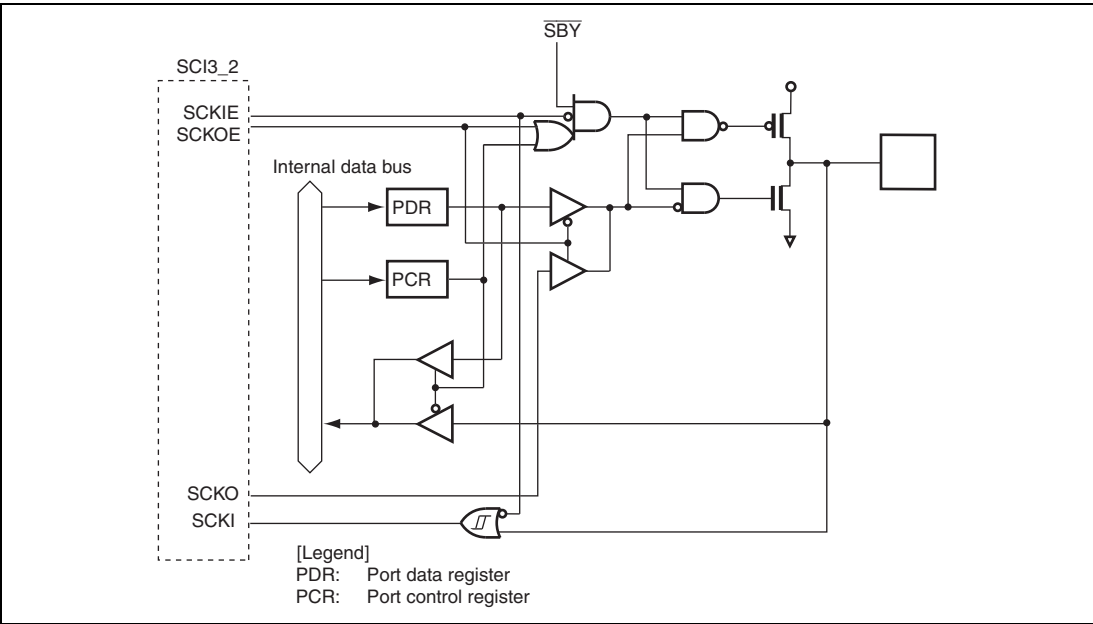 SBY
SCI3_2
SCKIE
SCKOE
Internal data bus
PDR
PCR
SCKO
SCKI
[Legend]
PDR: Port data register
PCR: Port control register